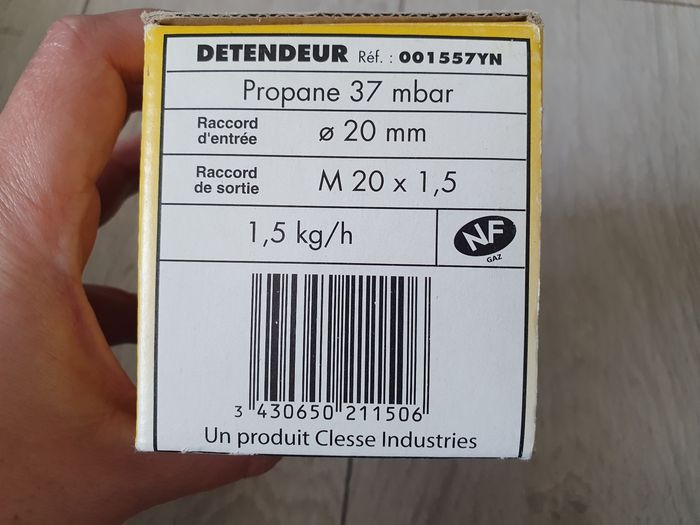 DETENDEUR Réf. : 001557YN
Propane 37 mbar
Raccord
d'entrée
ø 20 mm
Raccord
de sortie
M 20 x 1,5
1,5 kg/h
NF
GAZ
3 430650 211506
Un produit Clesse Industries